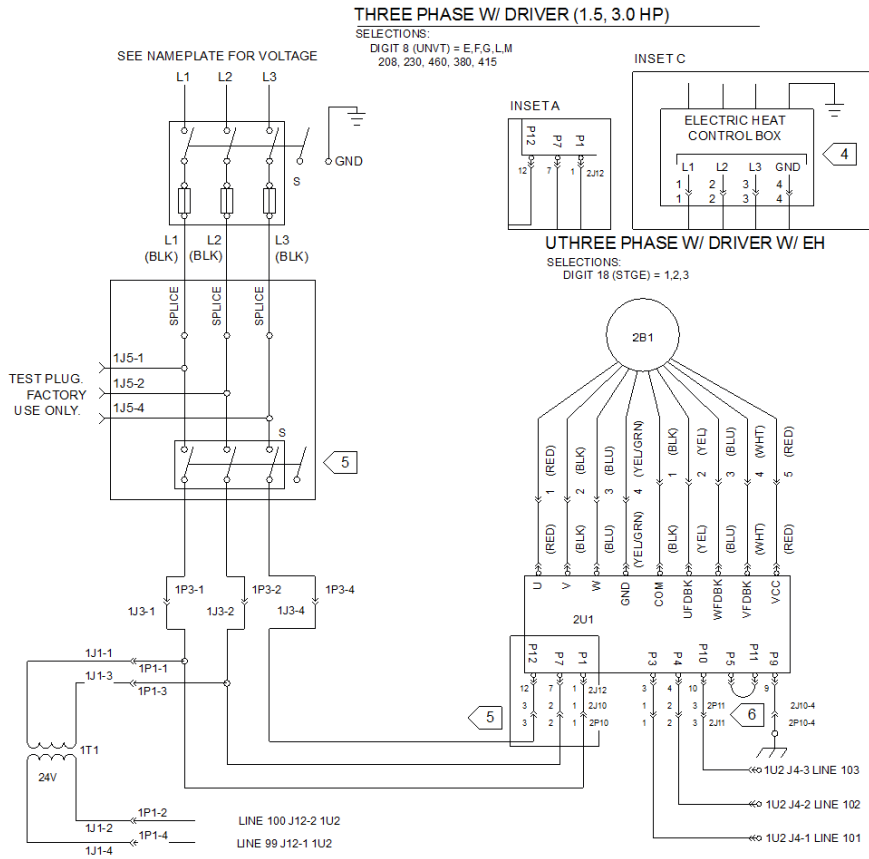 THREE PHASE W/ DRIVER (1.5, 3.0 HP)
SELECTIONS:
DIGIT 8 (UNVT) = E,F,G,L,M
208, 230, 460, 380, 415
SEE NAMEPLATE FOR VOLTAGE
L1 L2 L3
S
GND
L1 L2 L3
(BLK) (BLK) (BLK)
SPLICE SPLICE SPLICE
1J5-1
1J5-2
1J5-4
TEST PLUG.
FACTORY
USE ONLY.
S
5
1P3-1 1P3-2 1P3-4
1J3-1 1J3-2 1J3-4
1J1-1
1P1-1
1J1-3
1P1-3
1T1
24V
1P1-2
1J1-2
1P1-4
1J1-4
LINE 100 J12-2 1U2
LINE 99 J12-1 1U2
INSET A
P12 P7 P1
12 7 1 2J12
INSET C
ELECTRIC HEAT
CONTROL BOX
L1 L2 L3 GND
1 2 3 4
1 2 3 4
4
UTHREE PHASE W/ DRIVER W/ EH
SELECTIONS:
DIGIT 18 (STGE) = 1,2,3
2B1
(RED) (BLK) (BLU) (YEL/GRN) (BLK) (YEL) (BLU) (WHT) (RED)
1 2 3 4 1 2 3 4 5
(RED) (BLK) (BLU) (YEL/GRN) (BLK) (YEL) (BLU) (WHT) (RED)
U V W GND COM UFDBK WFDBK VFDBK VCC
2U1
P12 P7 P1 P3 P4 P10 P5 P11 P9
12 7 1 2J12 3 4 10 9
3 2 1 2J10 1 2 3 2P11 2J10-4
3 2 1 2P10 1 2 3 2J11 2P10-4
5
6
1U2 J4-3 LINE 103
1U2 J4-2 LINE 102
1U2 J4-1 LINE 101